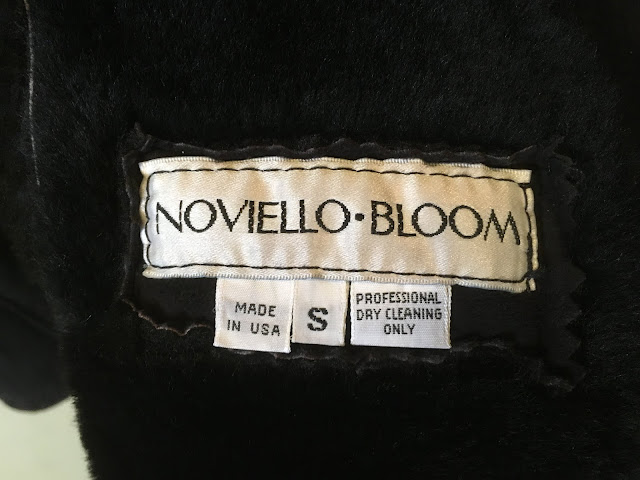 NOVIELLO•BLOOM
MADE
IN USA
S
PROFESSIONAL
DRY CLEANING
ONLY